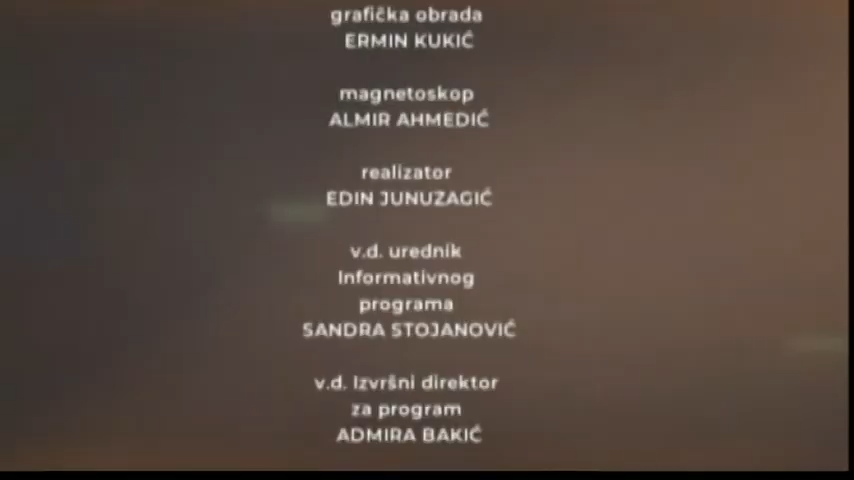 grafička obrada
ERMIN KUKIĆ
magnetoskop
ALMIR AHMEDIĆ
realizator
EDIN JUNUZAGIĆ
v.d. urednik
Informativnog
programa
SANDRA STOJANOVIĆ
v.d. Izvršni direktor
za program
ADMIRA BAKIĆ